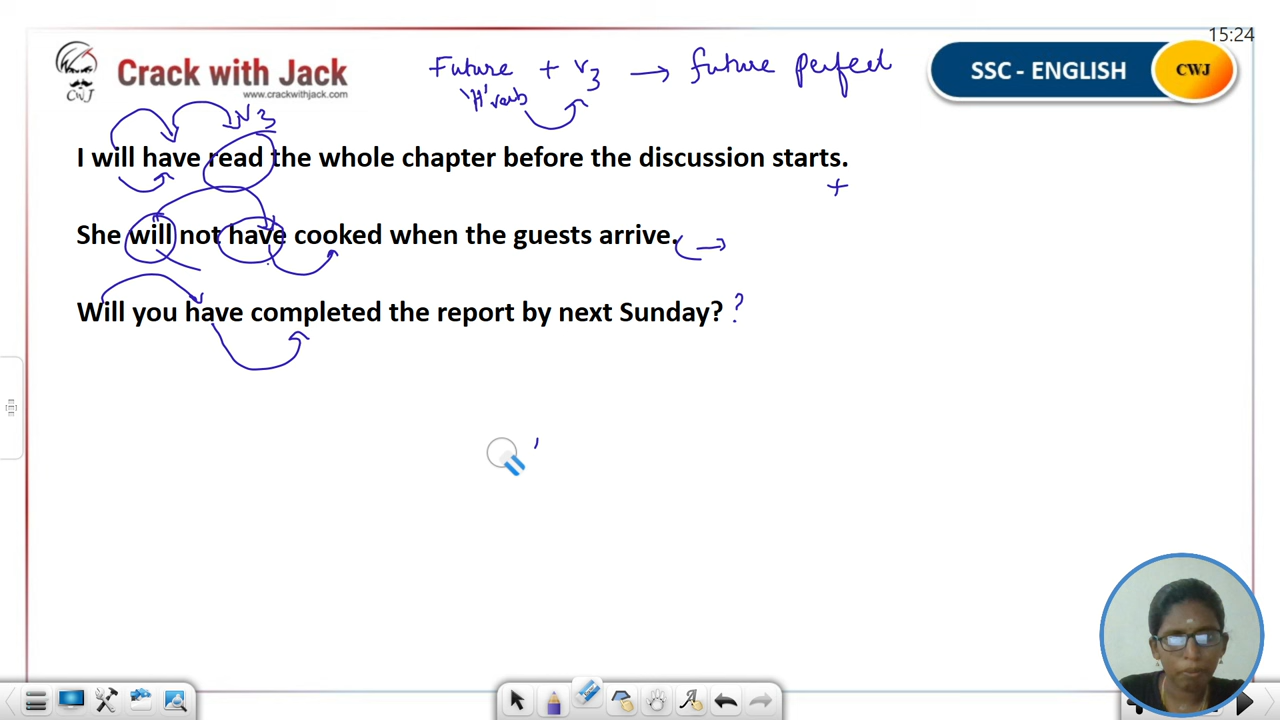 15:24
Crack with Jack
www.crackwithjack.com
CWJ
Future + V3 → future perfect
'H' verb
SSC - ENGLISH
CWJ
V3
I will have read the whole chapter before the discussion starts.
+
She will not have cooked when the guests arrive.
Will you have completed the report by next Sunday? ?